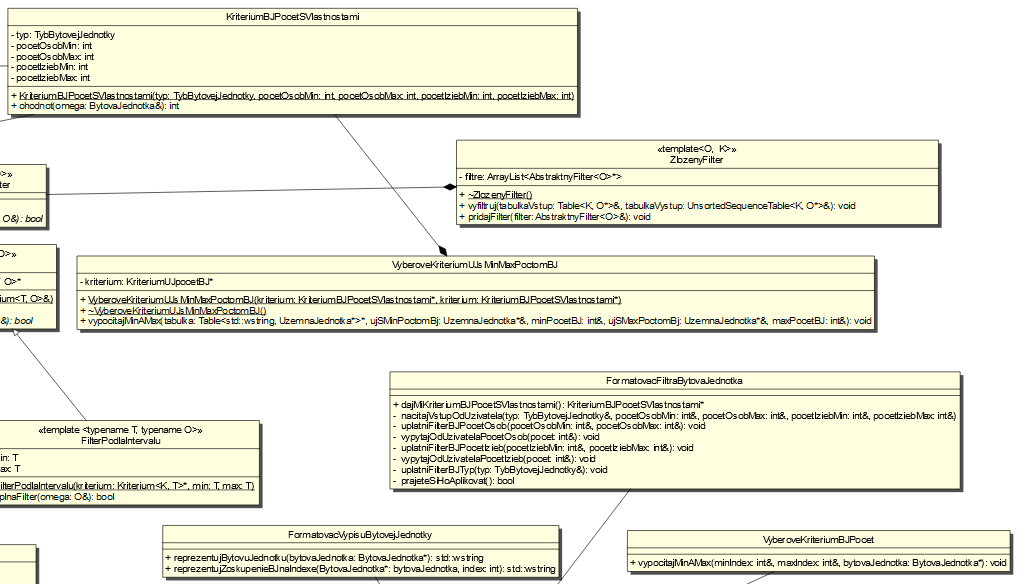 KriteriumBJPocetSVlastnostami
- typ: TybBytovejJednotky
- pocetOsobMin: int
- pocetOsobMax: int
- pocetIziebMin: int
- pocetIziebMax: int
+ KriteriumBJPocetSVlastnostami(typ: TypBytovejJednotky, pocetOsobMin: int, pocetOsobMax: int, pocetIziebMin: int, pocetIziebMax: int)
+ ohodnot(omega: BytovaJednotka&): int
«template<O, K>»
ZlozenyFilter
- filtre: ArrayList<AbstraktnyFilter<O>*>
+ ~ZlozenyFilter()
+ vyfiltruj(tabulkaVstup: Table<K, O*>&, tabulkaVystup: UnsortedSequenceTable<K, O*>&): void
+ pridajFilter(filter: AbstraktnyFilter<O>&): void
O>»
ter
O&): bool
O>»
O>*
ium<T, O>&)
&): bool
VyberoveKriteriumUJsMinMaxPoctomBJ
- kriterium: KriteriumUJpocetBJ*
+ VyberoveKriteriumUJsMinMaxPoctomBJ(kriterium: KriteriumBJPocetSVlastnostami*, kriterium: KriteriumBJPocetSVlastnostami*)
+ ~VyberoveKriteriumUJsMinMaxPoctomBJ()
+ vypocitajMinAMax(tabulka: Table<std::wstring, UzemnaJednotka*>*, ujSMinPoctomBj: UzemnaJednotka*&, minPocetBJ: int&, ujSMaxPoctomBj: UzemnaJednotka*&, maxPocetBJ: int&): void
FormatovacFiltraBytovaJednotka
+ dajMiKriteriumBJPocetSVlastnostami(): KriteriumBJPocetSVlastnostami*
- nacitajVstupOdUzivatela(typ: TybBytovejJednotky&, pocetOsobMin: int&, pocetOsobMax: int&, pocetIziebMin: int&, pocetIziebMax: int&)
- uplatniFilterBJPocetOsob(pocetOsobMin: int&, pocetOsobMax: int&): void
- vypytajOdUzivatelaPocetOsob(pocet: int&): void
- uplatniFilterBJPocetIzieb(pocetIziebMin: int&, pocetIziebMax: int&): void
- vypytajOdUzivatelaPocetIzieb(pocet: int&): void
- uplatniFilterBJTyp(typ: TybBytovejJednotky&): void
- prajeteSiHoAplikovat(): bool
«template <typename T, typename O>»
FilterPodlaIntervalu
in: T
ax: T
ilterPodlaIntervalu(kriterium: Kriterium<K, T>*, min: T, max: T)
plnaFilter(omega: O&): bool
FormatovacVypisuBytovejJednotky
+ reprezentujBytovuJednotku(bytovaJednotka: BytovaJednotka*): std::wstring
+ reprezentujZoskupenieBJnaIndexe(BytovaJednotka*: bytovaJednotka, index: int): std::wstring
VyberoveKriteriumBJPocet
+ vypocitajMinAMax(minIndex: int&, maxIndex: int&, bytovaJednotka: BytovaJednotka*): void